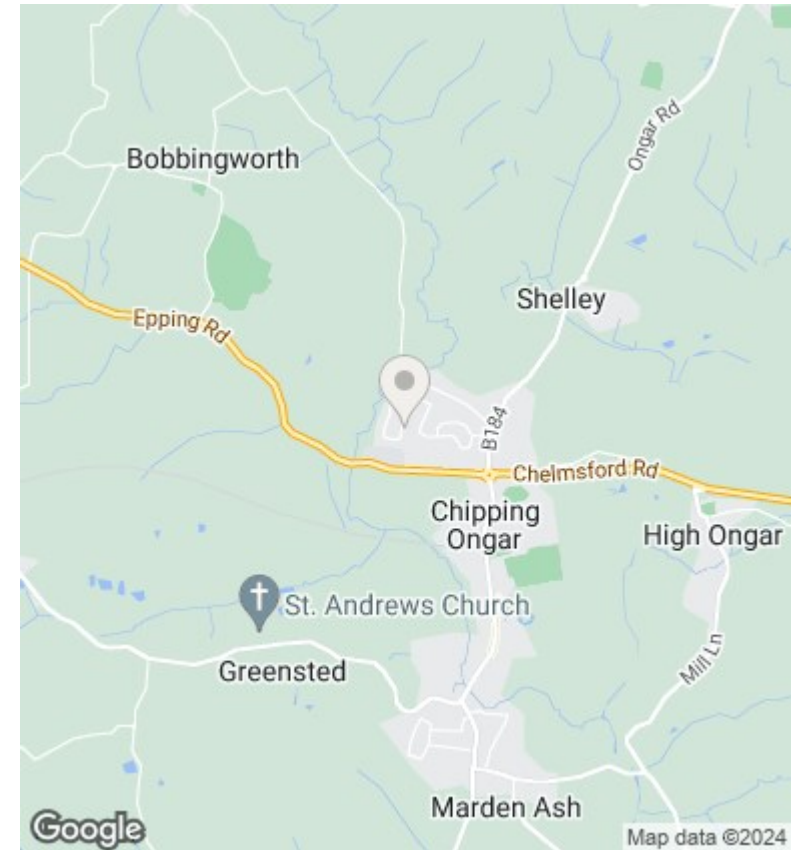 Bobbingworth
Ongar Rd
Shelley
Epping Rd
B184
Chelmsford Rd
Chipping
Ongar
High Ongar
St. Andrews Church
Greensted
Mill Ln
Marden Ash
Google
Map data ©2024